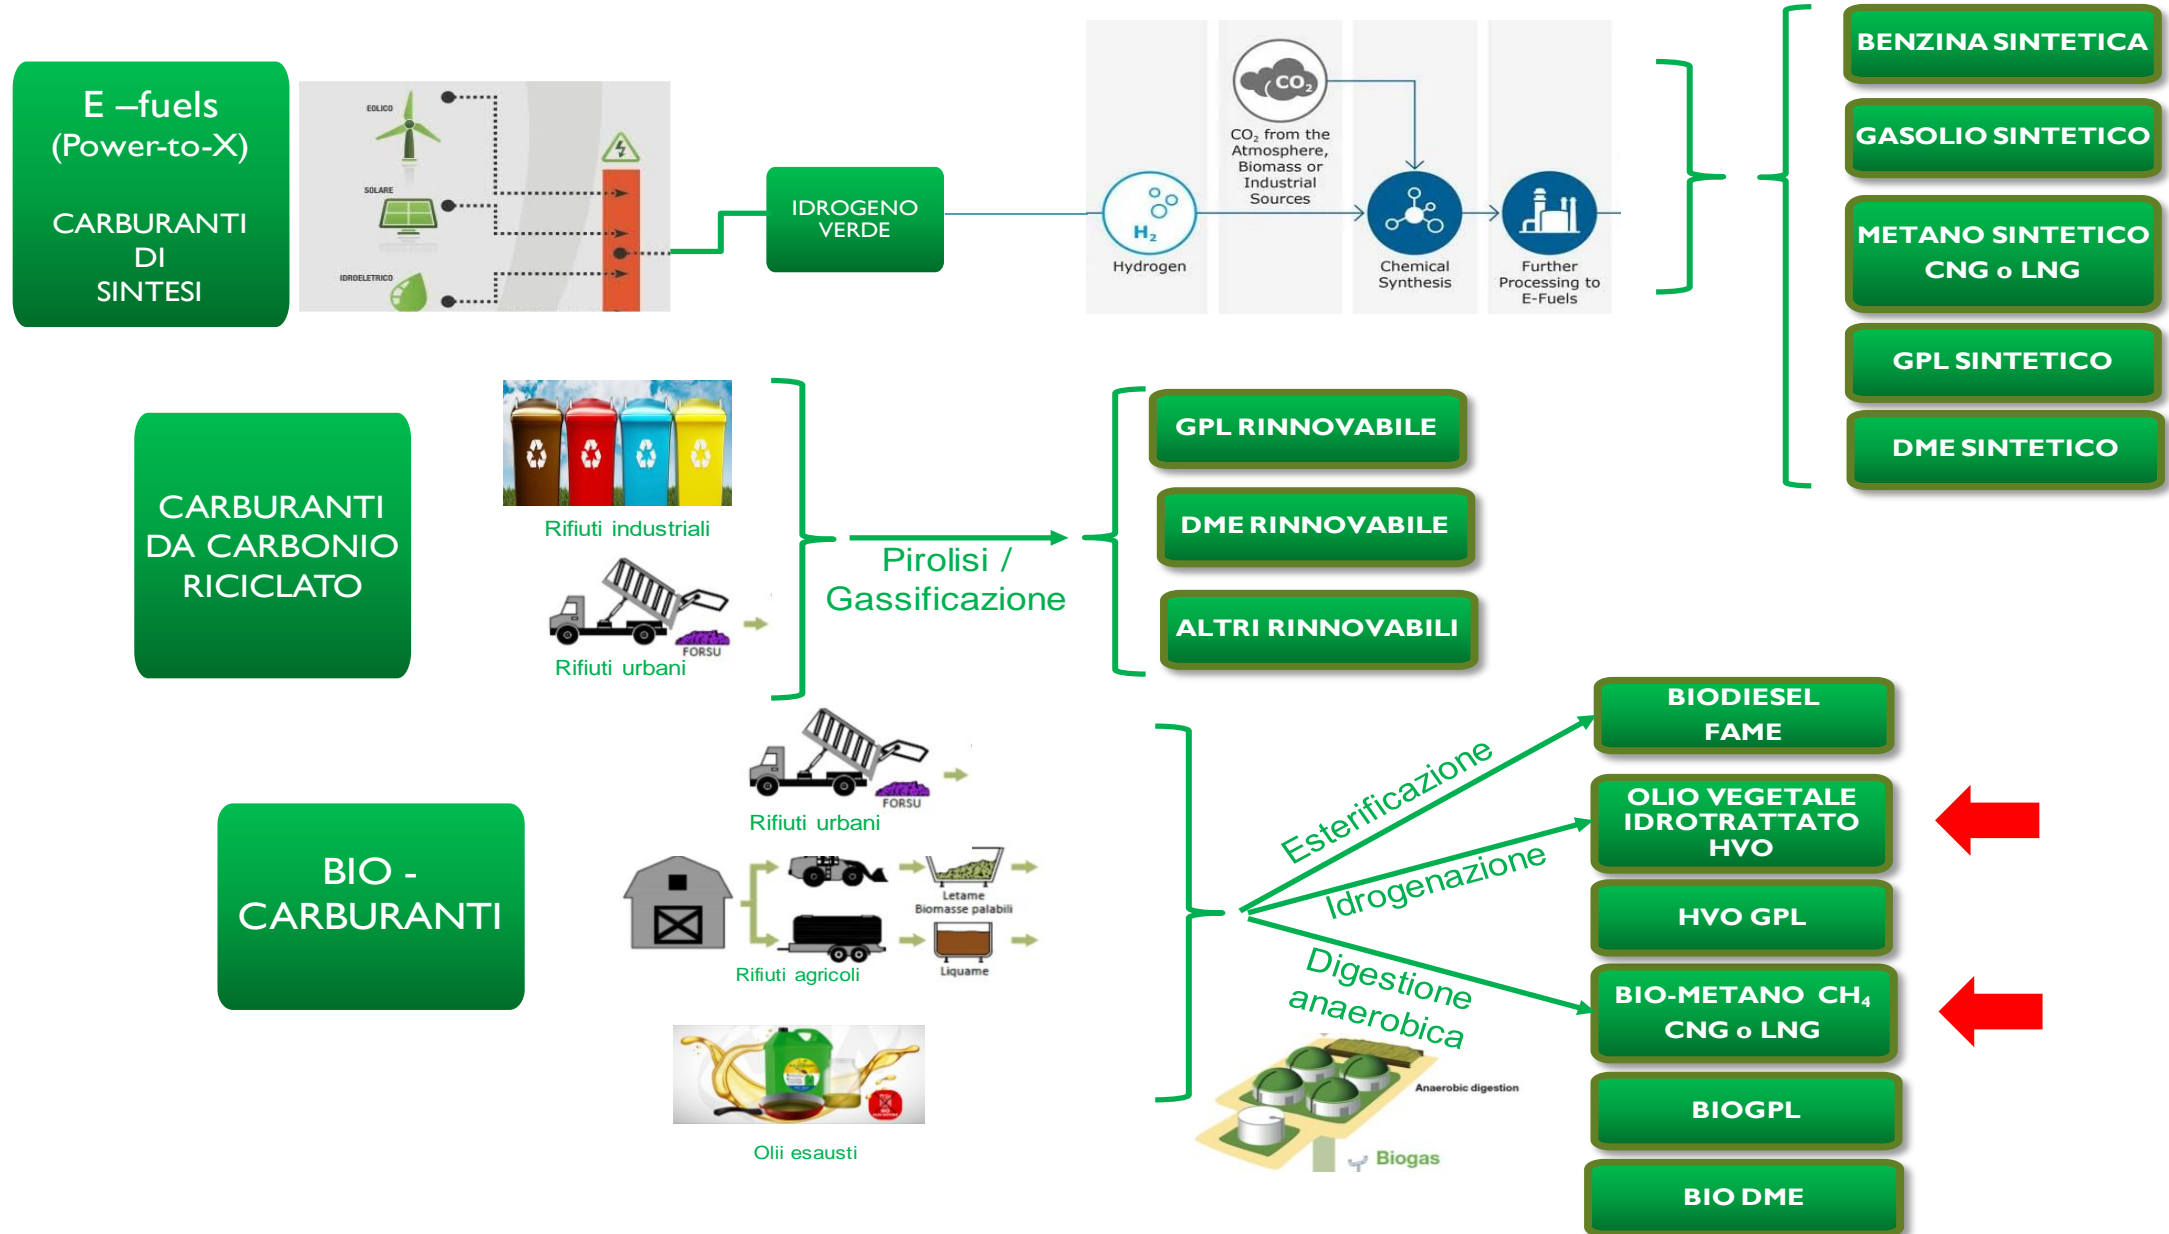 E –fuels
(Power-to-X)
CARBURANTI
DI
SINTESI
EOLICO
SOLARE
IDROELETRICO
IDROGENO
VERDE
CO₂
CO₂ from the
Atmosphere,
Biomass or
Industrial
Sources
H₂
Hydrogen
Chemical
Synthesis
Further
Processing to
E-Fuels
BENZINA SINTETICA
GASOLIO SINTETICO
METANO SINTETICO
CNG o LNG
GPL SINTETICO
DME SINTETICO
CARBURANTI
DA CARBONIO
RICICLATO
Rifiuti industriali
FORSU
Rifiuti urbani
Pirolisi /
Gassificazione
GPL RINNOVABILE
DME RINNOVABILE
ALTRI RINNOVABILI
BIO -
CARBURANTI
FORSU
Rifiuti urbani
Letame
Biomasse palabili
Liquame
Rifiuti agricoli
Olii esausti
Esterificazione
Idrogenazione
Digestione
anaerobica
Anaerobic digestion
Biogas
BIODIESEL
FAME
OLIO VEGETALE
IDROTRATTATO
HVO
HVO GPL
BIO-METANO CH₄
CNG o LNG
BIOGPL
BIO DME